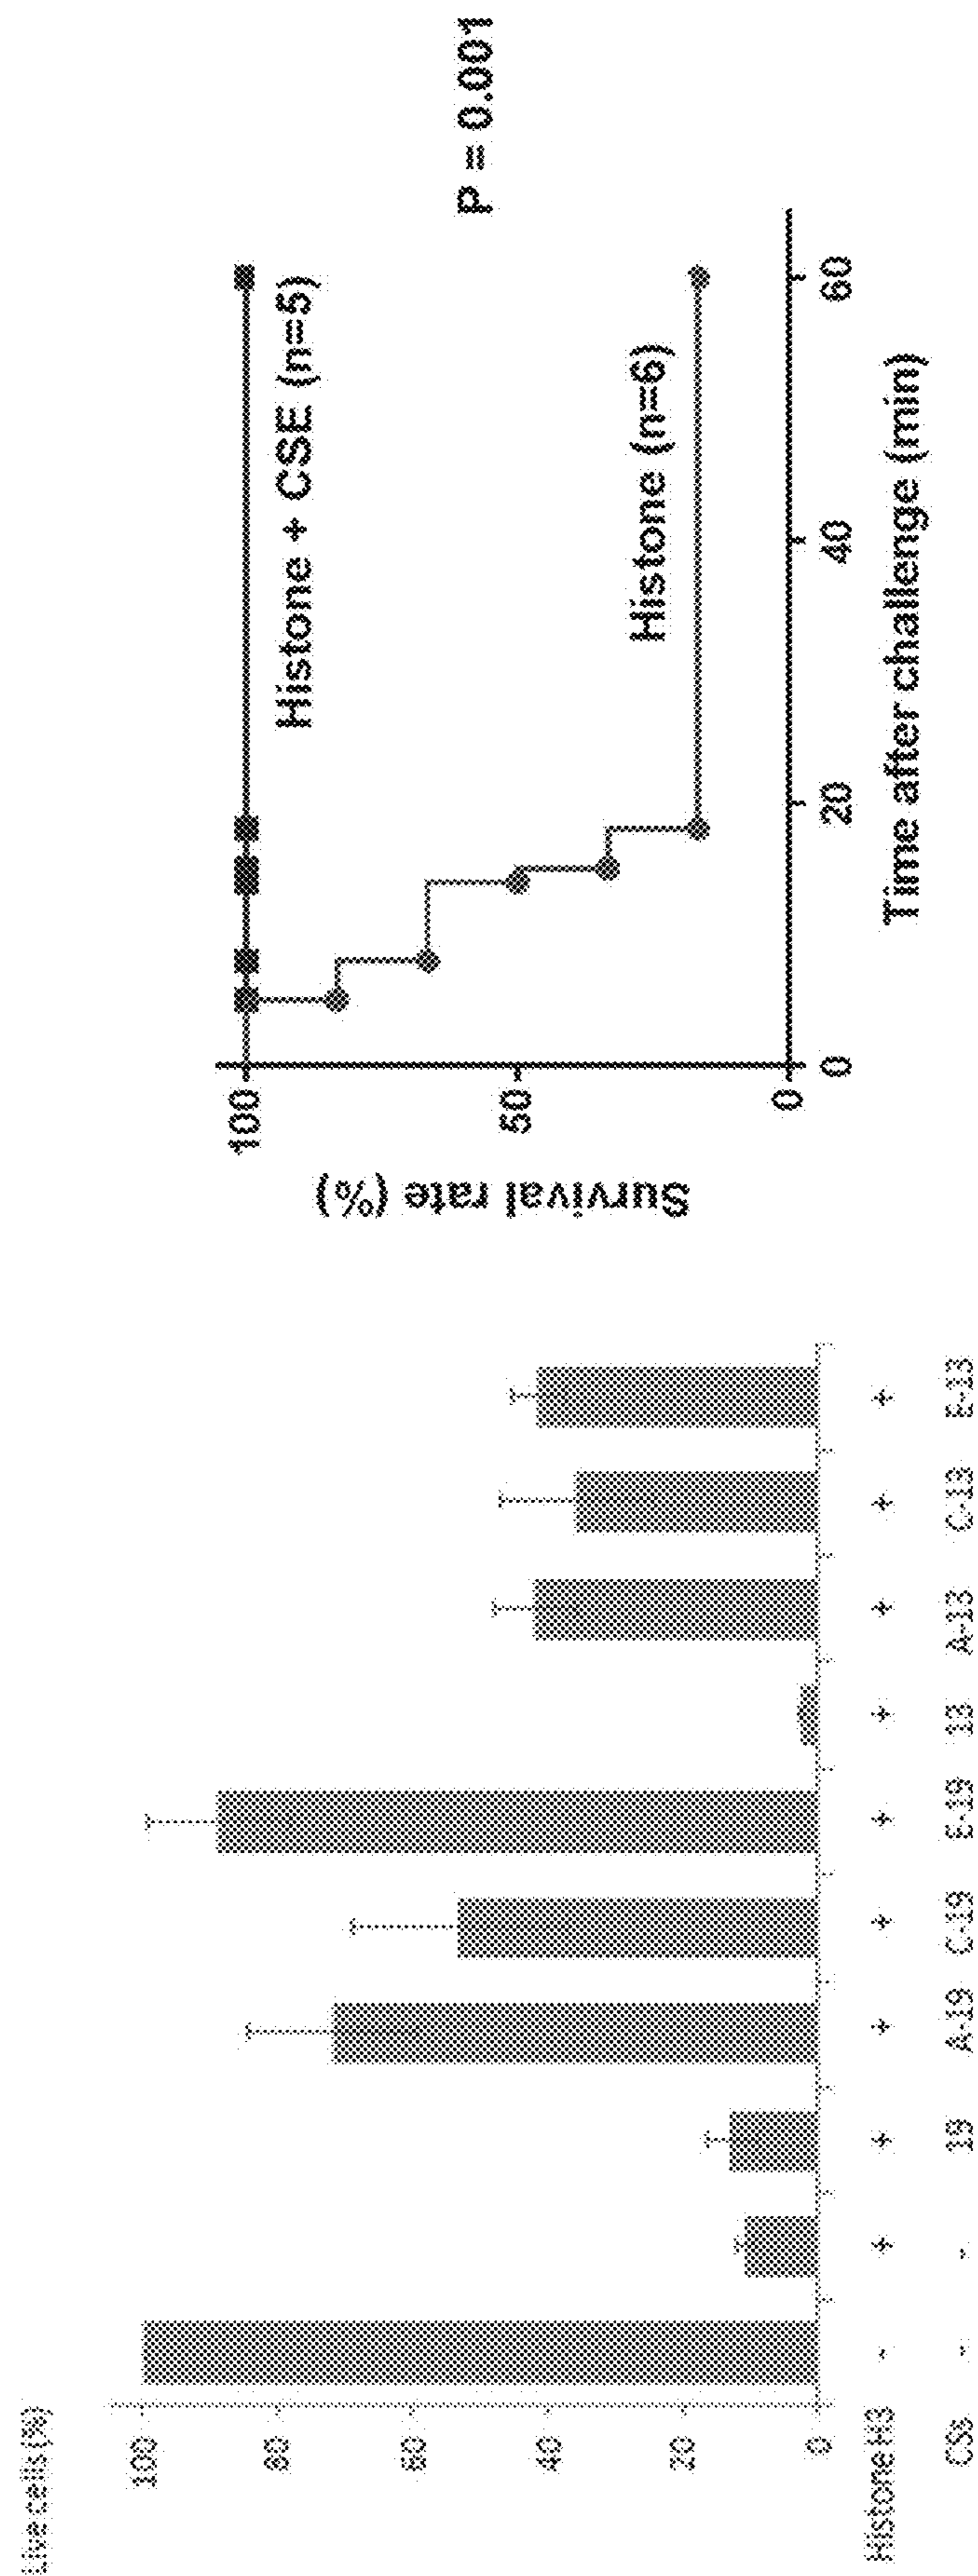 Live cells (%)
100
80
60
40
20
0
Histone H3 - + + + + + + + + +
CSs - - 19 A-19 C-19 E-19 13 A-13 C-13 E-13
Survival rate (%)
100
50
0
Histone + CSE (n=5)
Histone (n=6)
P = 0.001
0 20 40 60
Time after challenge (min)